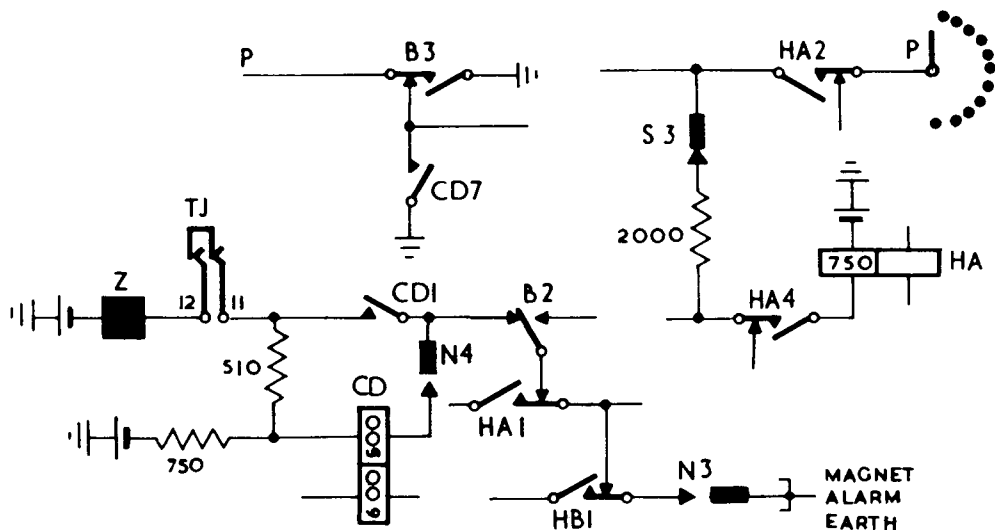 P
B3
HA2
P
S3
CD7
2000
TJ
750
HA
Z
12
11
CD1
B2
HA4
510
N4
CD
500
HA1
750
600
N3
HB1
MAGNET
ALARM
EARTH